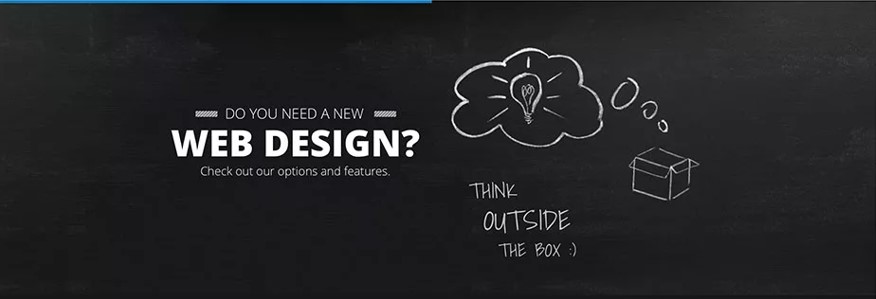 DO YOU NEED A NEW
WEB DESIGN?
Check out our options and features.
THINK
OUTSIDE
THE BOX :)